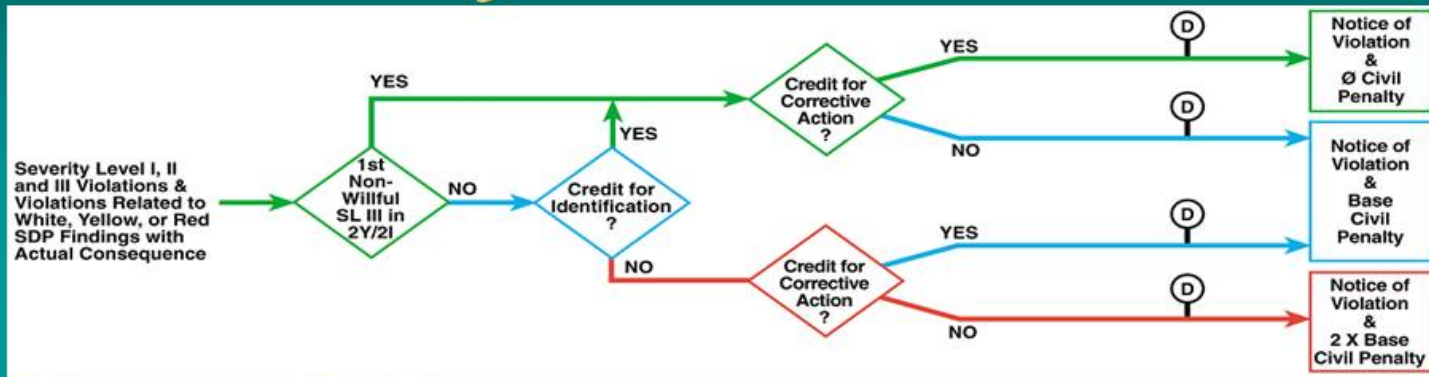 Severity Level I, II
and III Violations &
Violations Related to
White, Yellow, or Red
SDP Findings with
Actual Consequence
1st
Non-
Willful
SL III in
2Y/2I
YES
NO
Credit for
Identification
?
YES
NO
Credit for
Corrective
Action
?
YES
NO
Credit for
Corrective
Action
?
YES
NO
D
D
D
D
Notice of
Violation
&
Ø Civil
Penalty
Notice of
Violation
&
Base
Civil
Penalty
Notice of
Violation
&
2 X Base
Civil Penalty